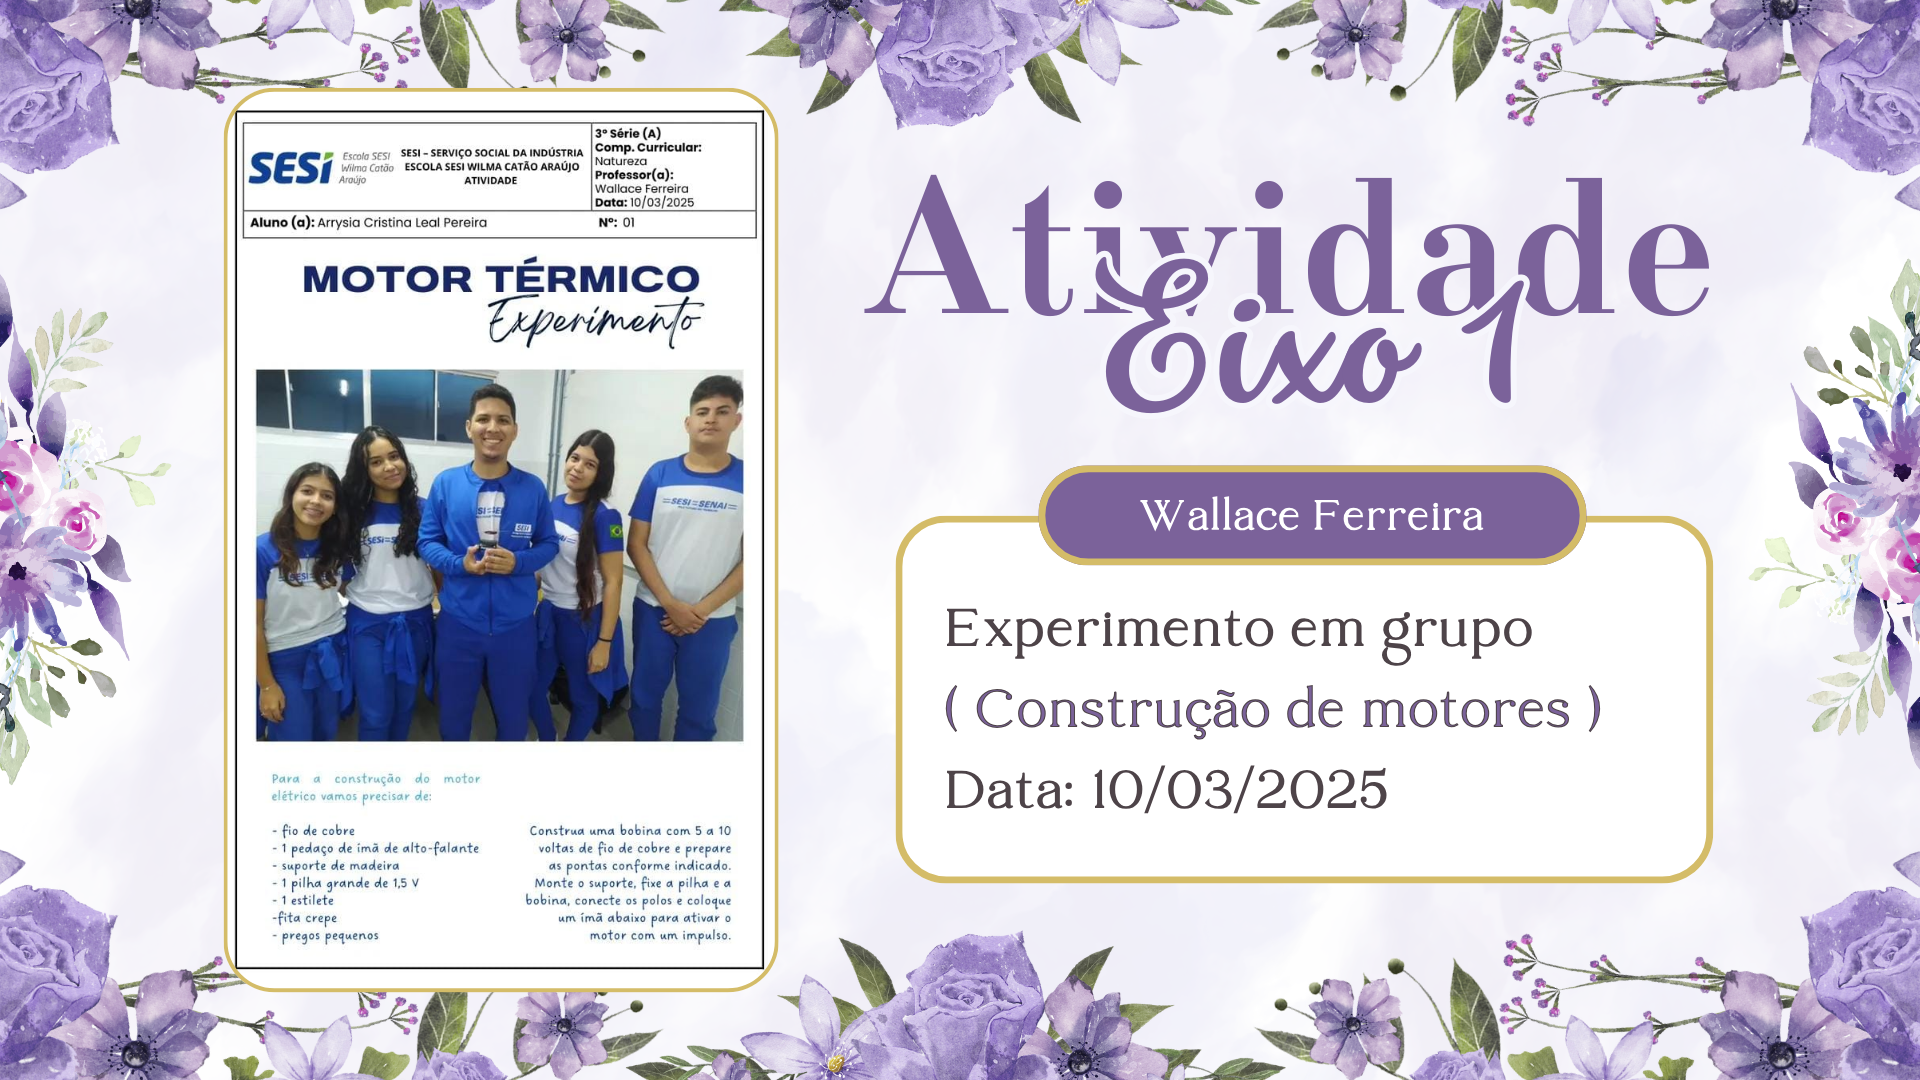 SESI
Escola SESI
Wilma Catão
Araújo
SESI – SERVIÇO SOCIAL DA INDÚSTRIA
ESCOLA SESI WILMA CATÃO ARAÚJO
ATIVIDADE
3ª Série (A)
Comp. Curricular:
Natureza
Professor(a):
Wallace Ferreira
Data: 10/03/2025
Aluno (a): Arrysia Cristina Leal Pereira
Nº: 01
MOTOR TÉRMICO
Experimento
SESI SENAI
SESI
Para a construção do motor
elétrico vamos precisar de:
- fio de cobre
- 1 pedaço de ímã de alto-falante
- suporte de madeira
- 1 pilha grande de 1,5 V
- 1 estilete
-fita crepe
- pregos pequenos
Construa uma bobina com 5 a 10
voltas de fio de cobre e prepare
as pontas conforme indicado.
Monte o suporte, fixe a pilha e a
bobina, conecte os polos e coloque
um ímã abaixo para ativar o
motor com um impulso.
Atividade
Eixo 1
Wallace Ferreira
Experimento em grupo
( Construção de motores )
Data: 10/03/2025